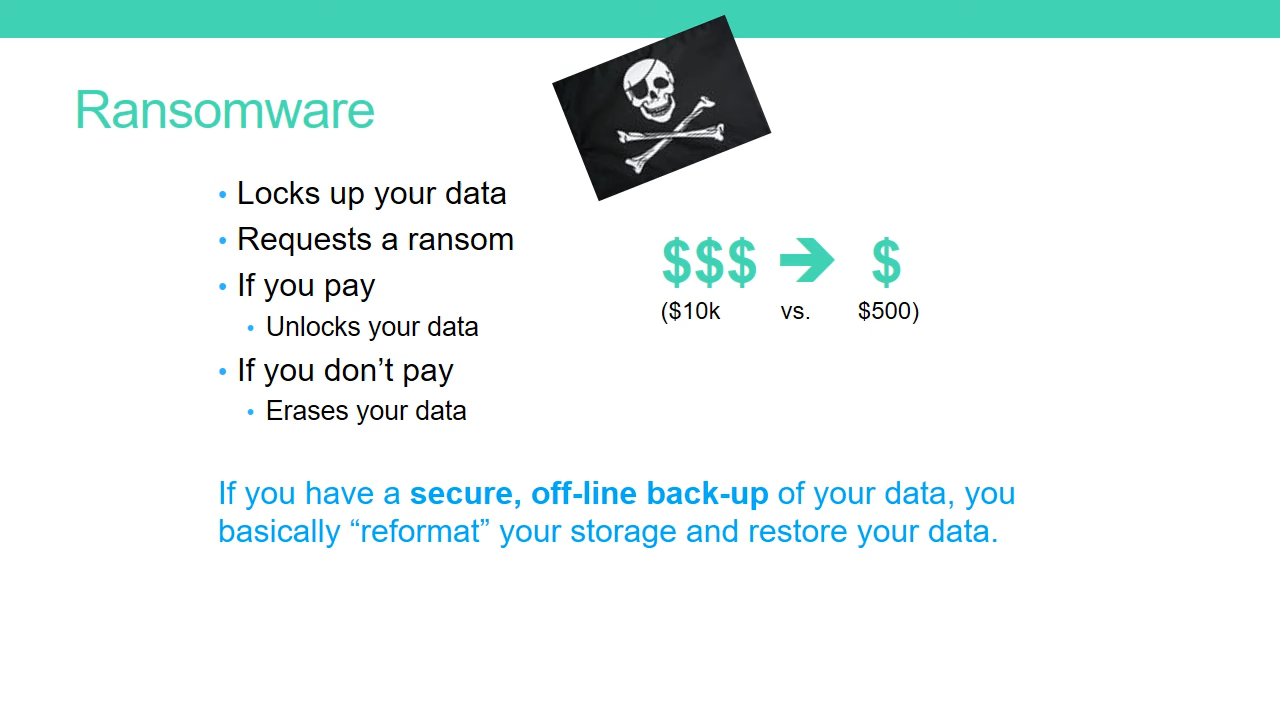 Ransomware
• Locks up your data
• Requests a ransom
• If you pay
• Unlocks your data
• If you don’t pay
• Erases your data
$$$ → $
($10k vs. $500)
If you have a secure, off-line back-up of your data, you
basically “reformat” your storage and restore your data.